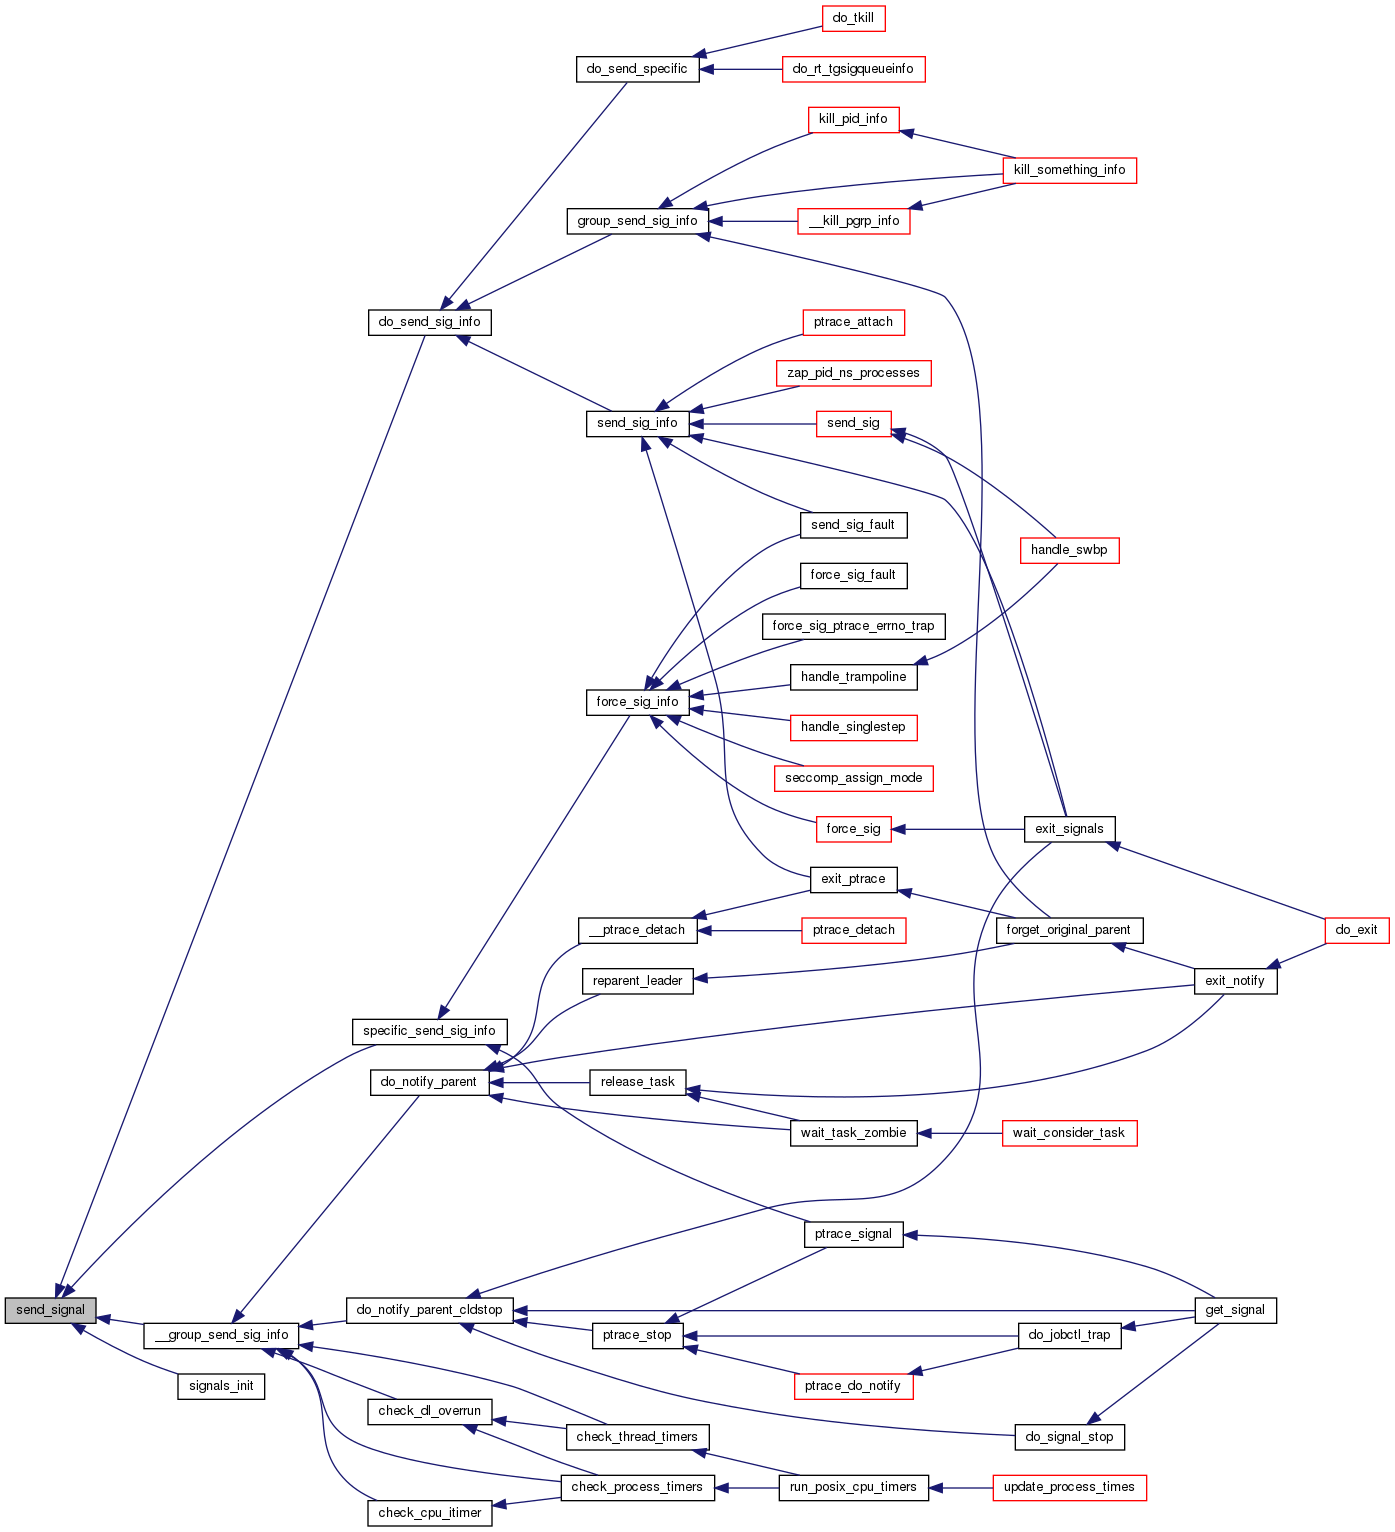 do_tkill
do_send_specific
do_rt_tgsigqueueinfo
kill_pid_info
kill_something_info
group_send_sig_info
__kill_pgrp_info
do_send_sig_info
ptrace_attach
zap_pid_ns_processes
send_sig_info
send_sig
send_sig_fault
handle_swbp
force_sig_fault
force_sig_ptrace_errno_trap
handle_trampoline
force_sig_info
handle_singlestep
seccomp_assign_mode
force_sig
exit_signals
exit_ptrace
__ptrace_detach
ptrace_detach
forget_original_parent
do_exit
reparent_leader
exit_notify
specific_send_sig_info
do_notify_parent
release_task
wait_task_zombie
wait_consider_task
ptrace_signal
send_signal
do_notify_parent_cldstop
get_signal
__group_send_sig_info
ptrace_stop
do_jobctl_trap
signals_init
ptrace_do_notify
check_dl_overrun
check_thread_timers
do_signal_stop
check_process_timers
run_posix_cpu_timers
update_process_times
check_cpu_itimer